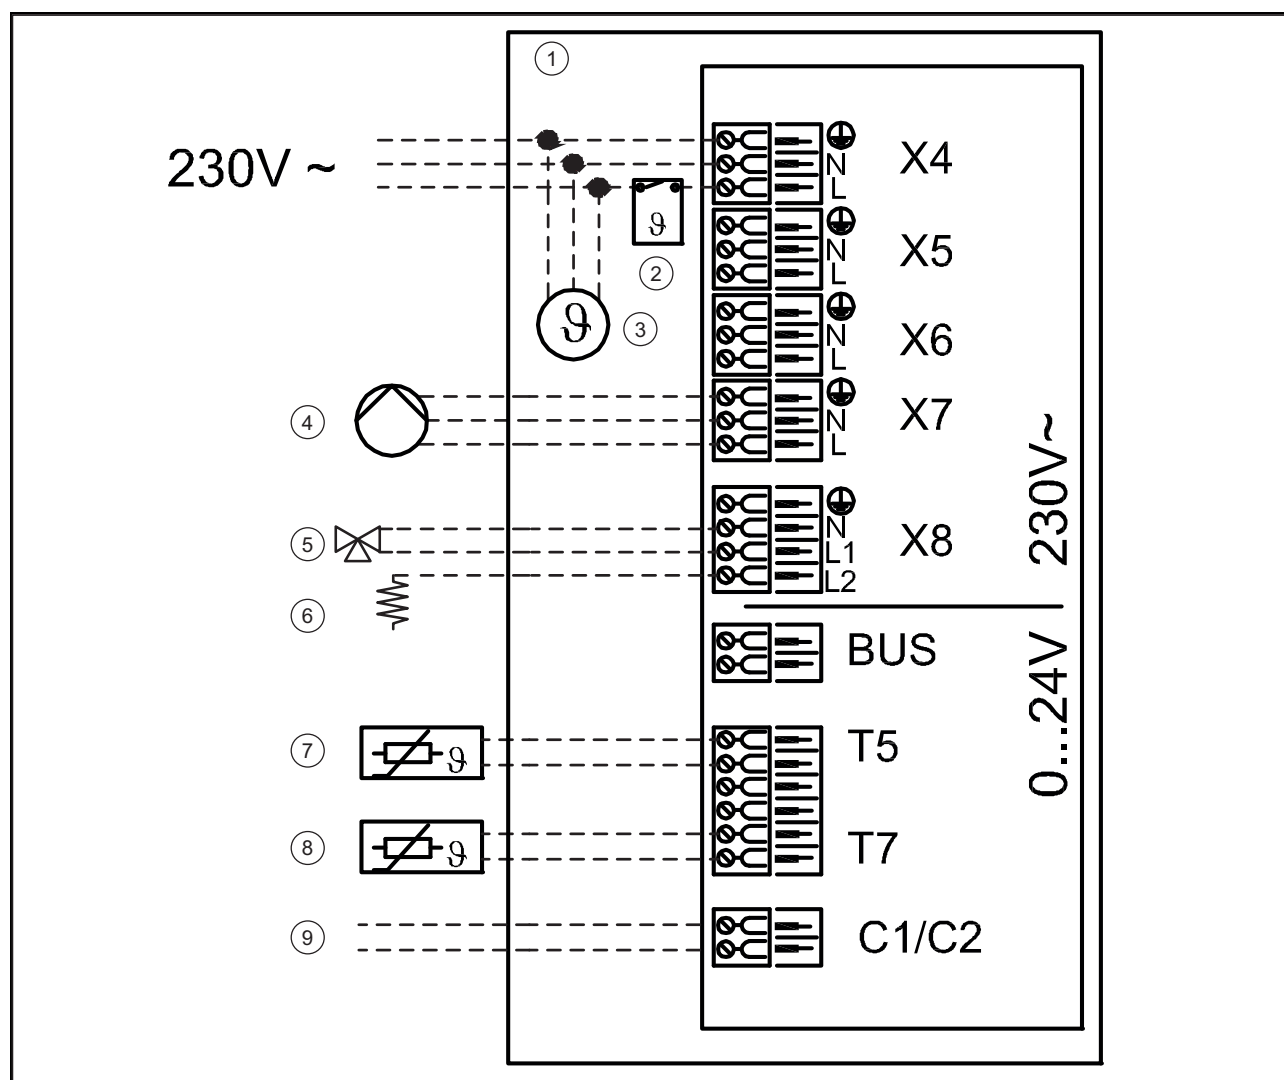 1
230V ~
N
L
X4
ϑ
2
N
L
X5
ϑ
3
N
L
X6
4
N
L
X7
230V~
5
N
L1
L2
X8
6
BUS
0...24V
7
ϑ
T5
8
ϑ
T7
9
C1/C2